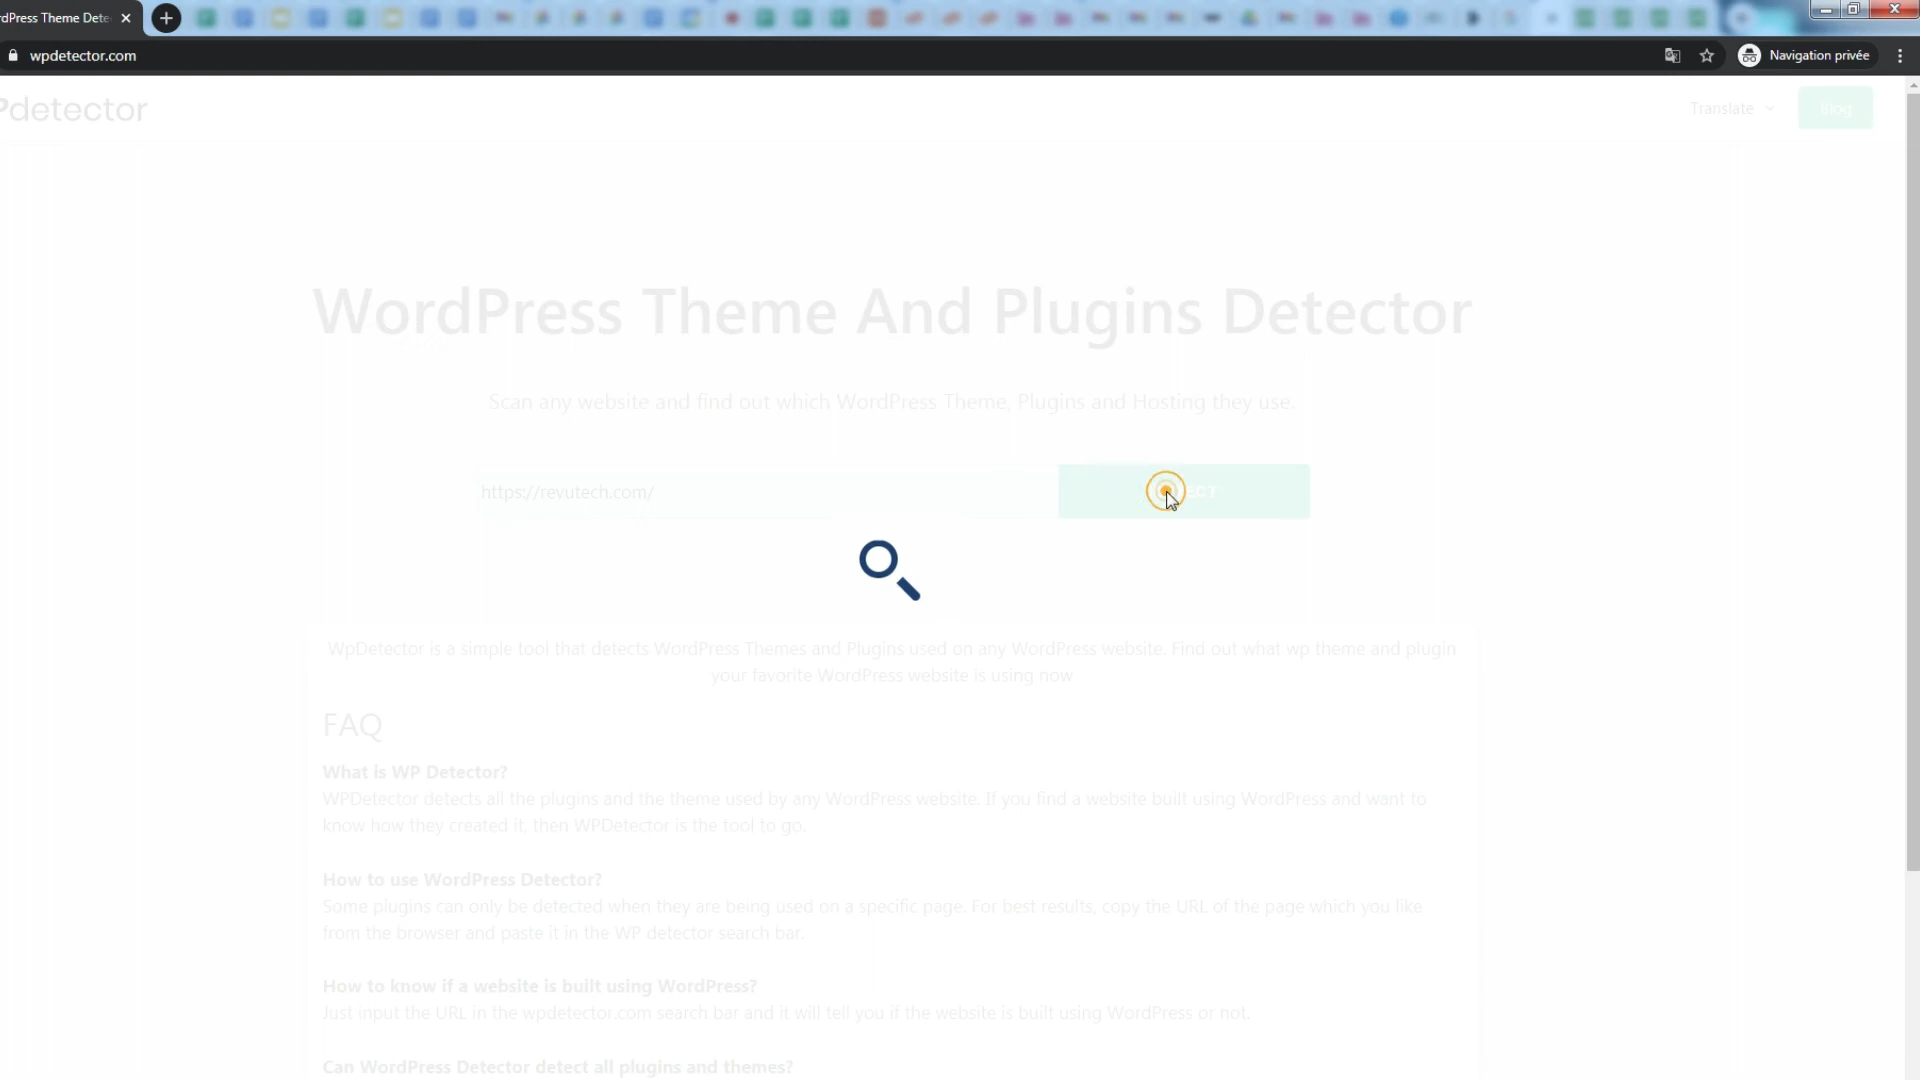 dPress Theme Dete
wpdetector.com
Navigation privée
Pdetector
Translate
Blog
WordPress Theme And Plugins Detector
Scan any website and find out which WordPress Theme, Plugins and Hosting they use.
https://revutech.com/
WpDetector is a simple tool that detects WordPress Themes and Plugins used on any WordPress website. Find out what wp theme and plugin
your favorite WordPress website is using now
FAQ
What is WP Detector?
WPDetector detects all the plugins and the theme used by any WordPress website. If you find a website built using WordPress and want to
know how they created it, then WPDetector is the tool to go.
How to use WordPress Detector?
Some plugins can only be detected when they are being used on a specific page. For best results, copy the URL of the page which you like
from the browser and paste it in the WP detector search bar.
How to know if a website is built using WordPress?
Just input the URL in the wpdetector.com search bar and it will tell you if the website is built using WordPress or not.
Can WordPress Detector detect all plugins and themes?